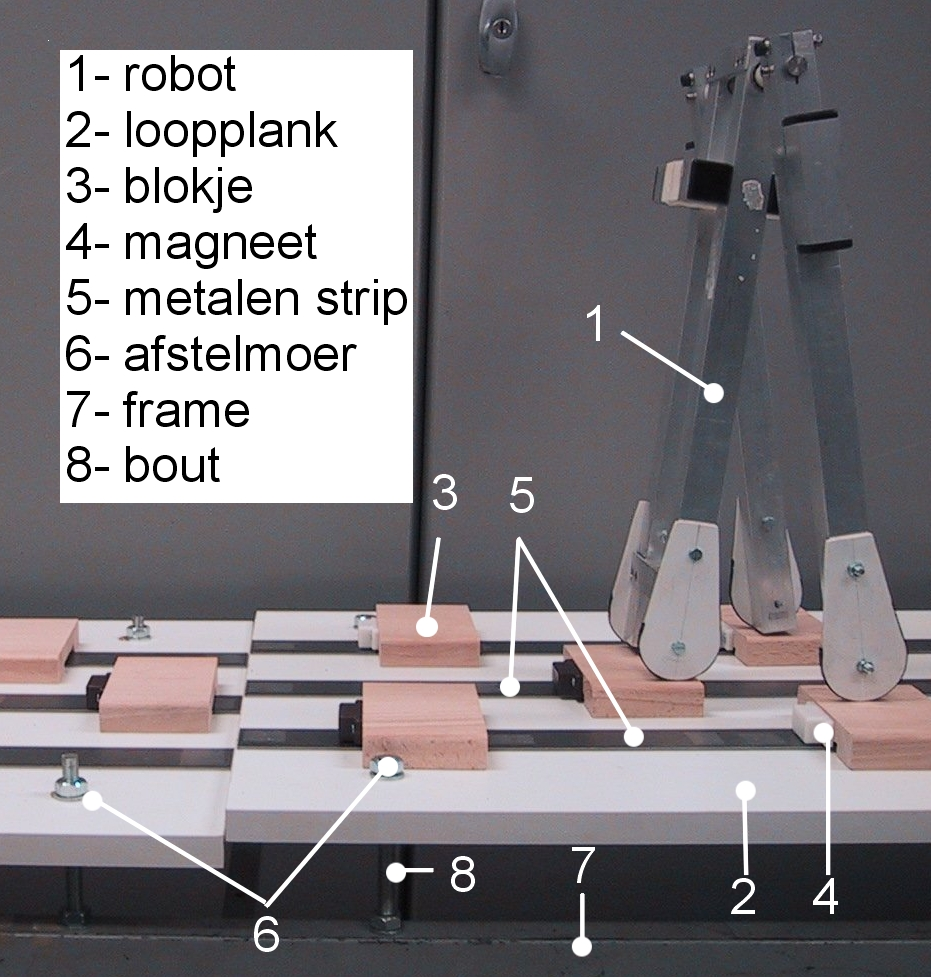 1- robot
2- loopplank
3- blokje
4- magneet
5- metalen strip
6- afstelmoer
7- frame
8- bout
1
3
5
8
7
2
4
6